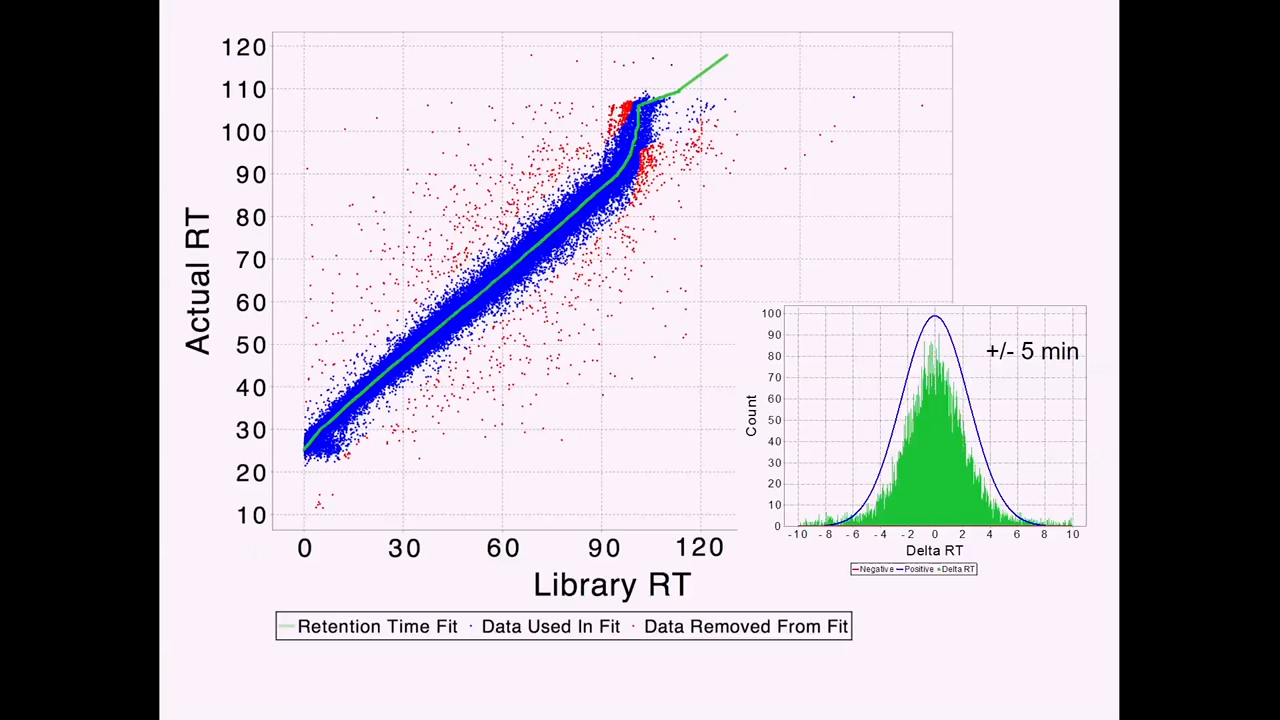 120
110
100
90
80
70
60
50
40
30
20
10
Actual RT
0 30 60 90 120
Library RT
Retention Time Fit · Data Used In Fit · Data Removed From Fit
+/- 5 min
100
90
80
70
60
50
40
30
20
10
0
Count
-10 -8 -6 -4 -2 0 2 4 6 8 10
Delta RT
Negative Positive Delta RT